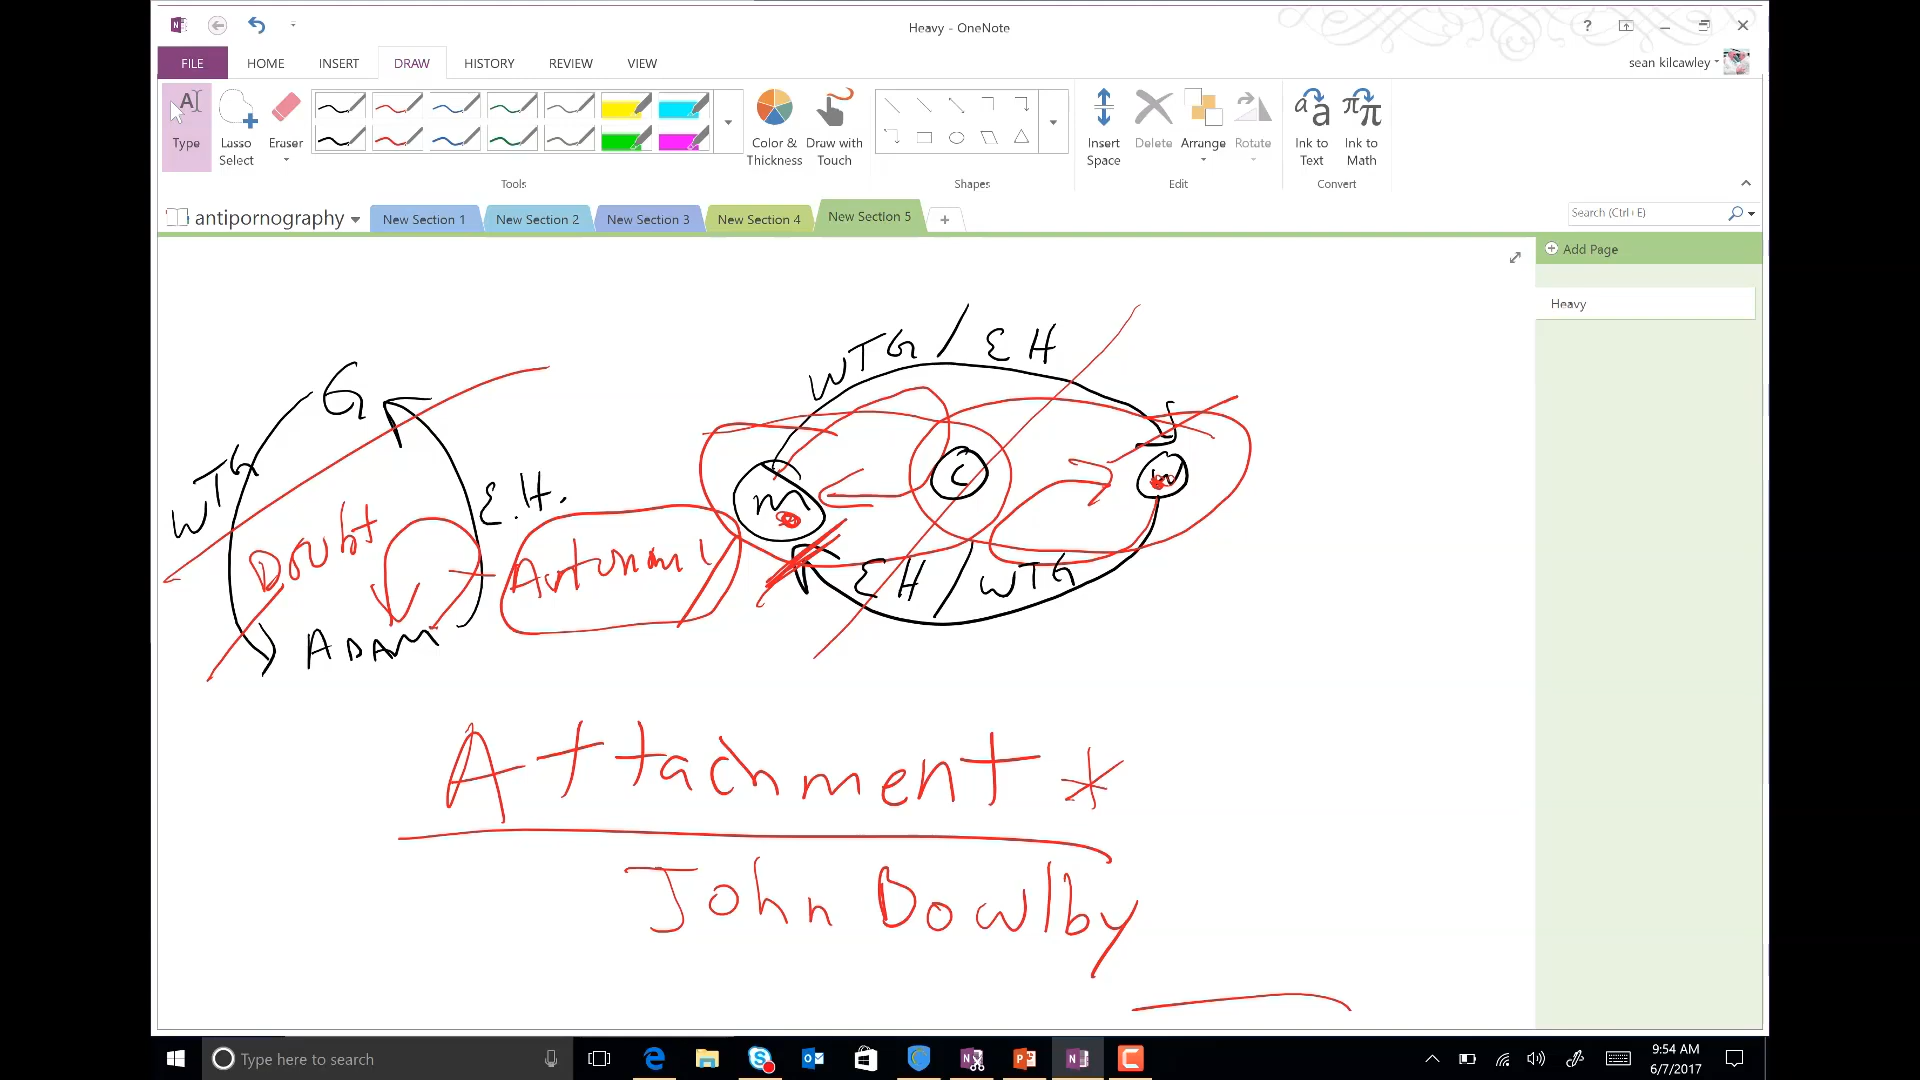 Heavy - OneNote
?
FILE HOME INSERT DRAW HISTORY REVIEW VIEW
sean kilcawley
Type
Lasso Select
Eraser
Color & Thickness
Draw with Touch
Insert Space
Delete
Arrange
Rotate
Ink to Text
Ink to Math
Tools
Shapes
Edit
Convert
antipornography
New Section 1
New Section 2
New Section 3
New Section 4
New Section 5
Search (Ctrl+E)
Add Page
Heavy
WTG / EH
G
WTG
E.H.
m
C
W
Doubt
Autonomy
EH / WTG
ADAM
Attachment *
John Bowlby
Type here to search
9:54 AM
6/7/2017